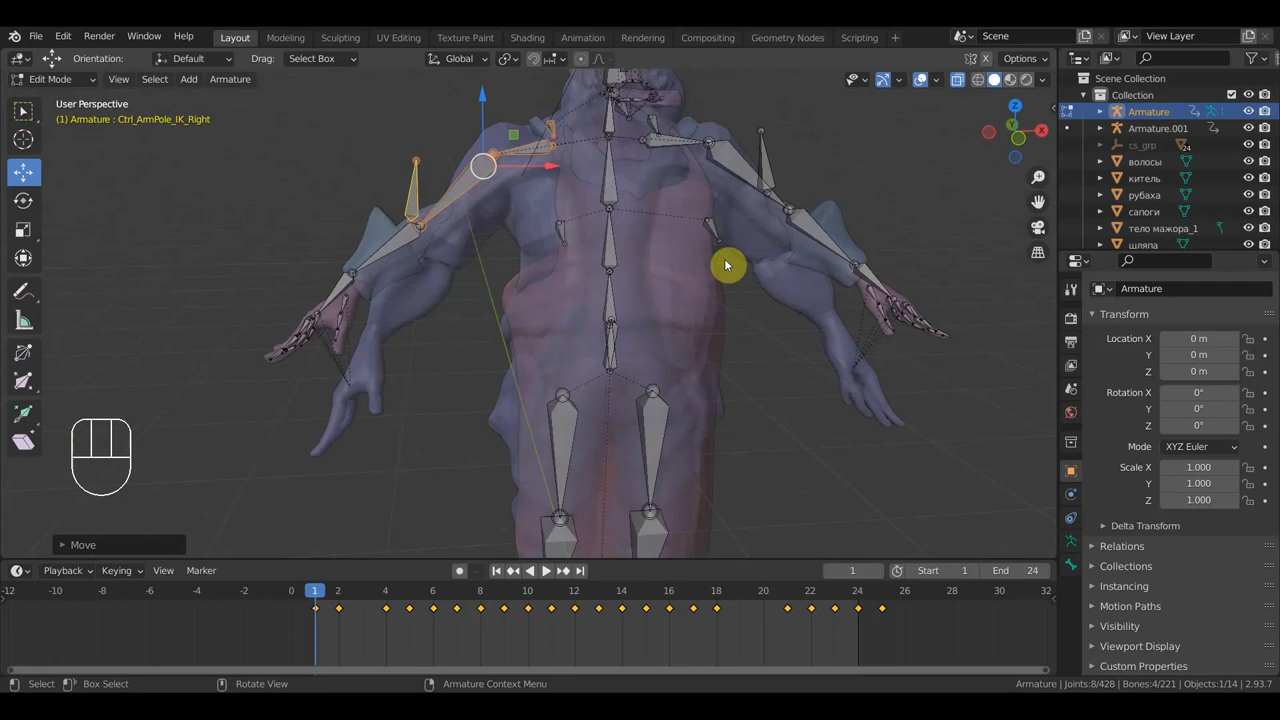 File Edit Render Window Help Layout Modeling Sculpting UV Editing Texture Paint Shading Animation Rendering Compositing Geometry Nodes Scripting + Scene View Layer
Orientation: Default Drag: Select Box Global X Options
Edit Mode View Select Add Armature
User Perspective
(1) Armature : Ctrl_ArmPole_IK_Right
Z
Y
X
Scene Collection
Collection
Armature
Armature.001
cs_grp 24
волосы
китель
рубаха
сапоги
тело мажора_1
шляпа
Armature
Transform
Location X 0 m
Y 0 m
Z 0 m
Rotation X 0°
Y 0°
Z 0°
Mode XYZ Euler
Scale X 1.000
Y 1.000
Z 1.000
Delta Transform
Relations
Collections
Instancing
Motion Paths
Visibility
Viewport Display
Custom Properties
Move
Playback Keying View Marker 1 Start 1 End 24
-12 -10 -8 -6 -4 -2 0 1 2 4 6 8 10 12 14 16 18 20 22 24 26 28 30 32
Select Box Select Rotate View Armature Context Menu Armature | Joints:8/428 | Bones:4/221 | Objects:1/14 | 2.93.7